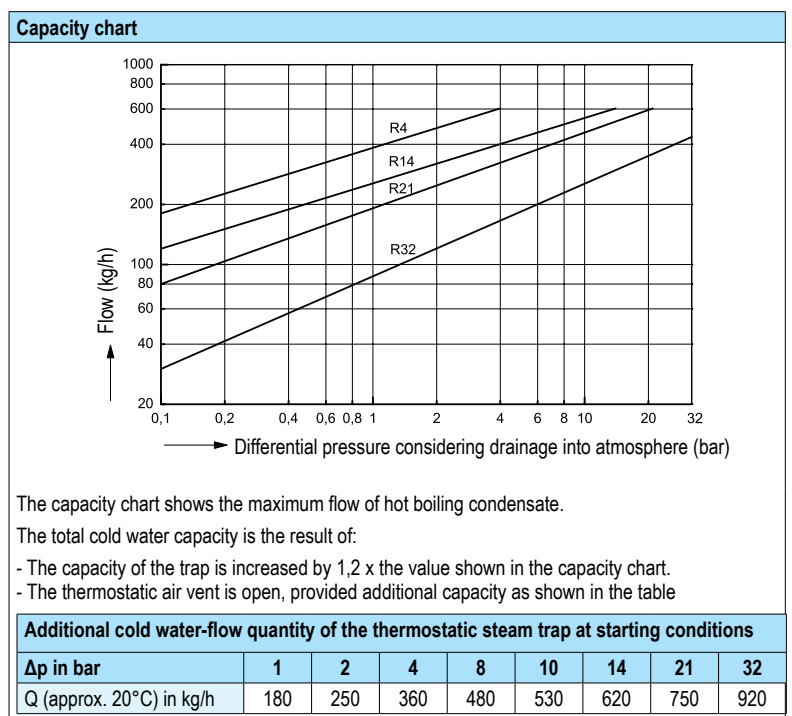 Capacity chart
1000
800
600
400
200
100
80
60
40
20
Flow (kg/h)
R4
R14
R21
R32
0,1 0,2 0,4 0,6 0,8 1 2 4 6 8 10 20 32
Differential pressure considering drainage into atmosphere (bar)
The capacity chart shows the maximum flow of hot boiling condensate.
The total cold water capacity is the result of:
- The capacity of the trap is increased by 1,2 x the value shown in the capacity chart.
- The thermostatic air vent is open, provided additional capacity as shown in the table
Additional cold water-flow quantity of the thermostatic steam trap at starting conditions
Δp in bar 1 2 4 8 10 14 21 32
Q (approx. 20°C) in kg/h 180 250 360 480 530 620 750 920